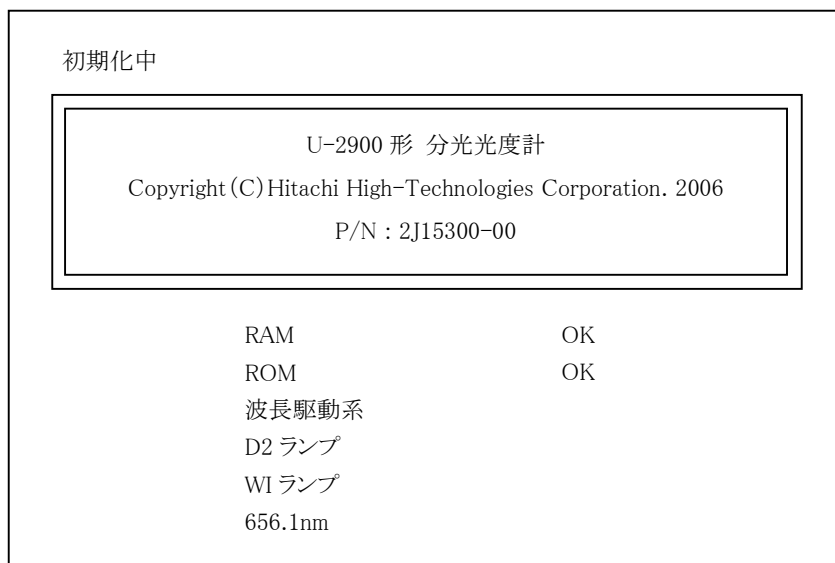 初期化中
U-2900 形 分光光度計
Copyright(C)Hitachi High-Technologies Corporation. 2006
P/N : 2J15300-00
RAM OK
ROM OK
波長駆動系
D2 ランプ
WI ランプ
656.1nm